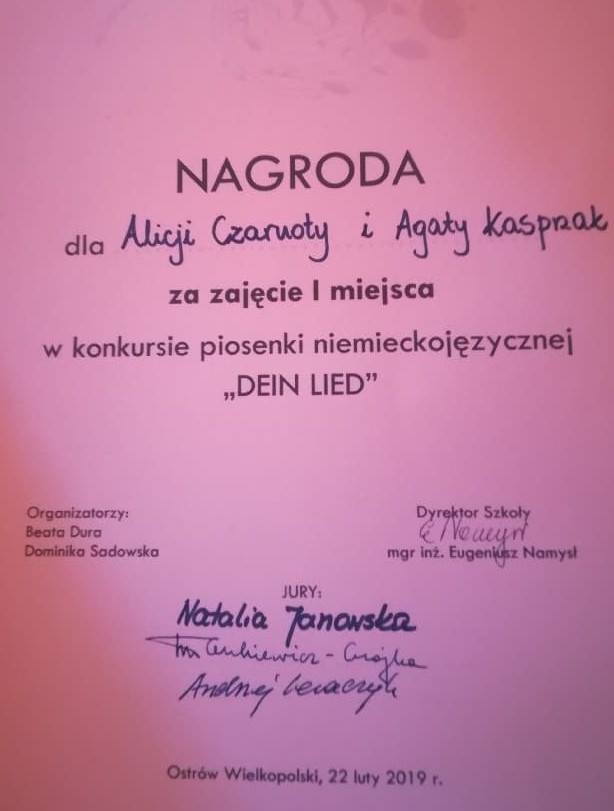 NAGRODA
dla Alicji Czarnoty i Agaty Kasprzak
za zajęcie I miejsca
w konkursie piosenki niemieckojęzycznej
„DEIN LIED”
Organizatorzy:
Beata Dura
Dominika Sadowska
Dyrektor Szkoły
mgr inż. Eugeniusz Namysł
JURY:
Natalia Janowska
Andrzej
Ostrów Wielkopolski, 22 luty 2019 r.